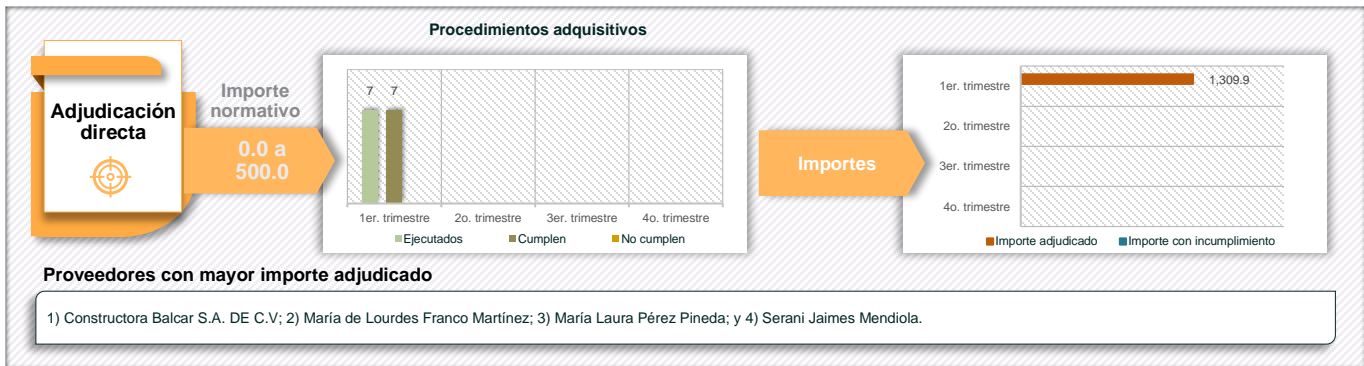 Procedimientos adquisitivos
Adjudicación
directa
Importe
normativo
0.0 a
500.0
7 7
1er. trimestre 2o. trimestre 3er. trimestre 4o. trimestre
Ejecutados Cumplen No cumplen
Importes
1er. trimestre 1,309.9
2o. trimestre
3er. trimestre
4o. trimestre
Importe adjudicado Importe con incumplimiento
Proveedores con mayor importe adjudicado
1) Constructora Balcar S.A. DE C.V; 2) María de Lourdes Franco Martínez; 3) María Laura Pérez Pineda; y 4) Serani Jaimes Mendiola.